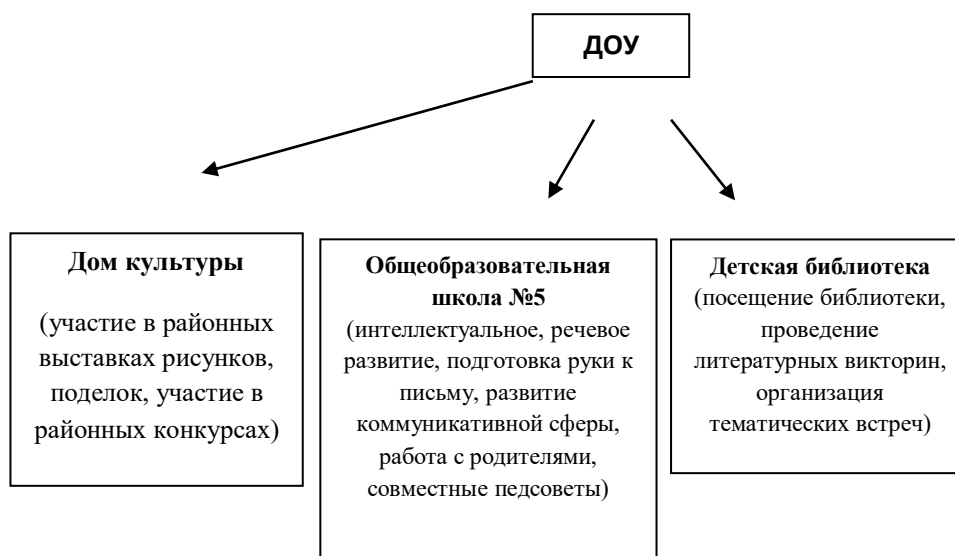 ДОУ
Дом культуры
(участие в районных
выставках рисунков,
поделок, участие в
районных конкурсах)
Общеобразовательная
школа №5
(интеллектуальное, речевое
развитие, подготовка руки к
письму, развитие
коммуникативной сферы,
работа с родителями,
совместные педсоветы)
Детская библиотека
(посещение библиотеки,
проведение
литературных викторин,
организация
тематических встреч)